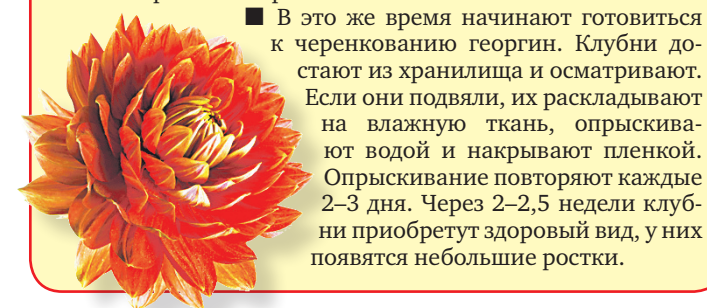 ■ В это же время начинают готовиться
к черенкованию георгин. Клубни до-
стают из хранилища и осматривают.
Если они подвяли, их раскладывают
на влажную ткань, опрыскива-
ют водой и накрывают пленкой.
Опрыскивание повторяют каждые
2–3 дня. Через 2–2,5 недели клуб-
ни приобретут здоровый вид, у них
появятся небольшие ростки.